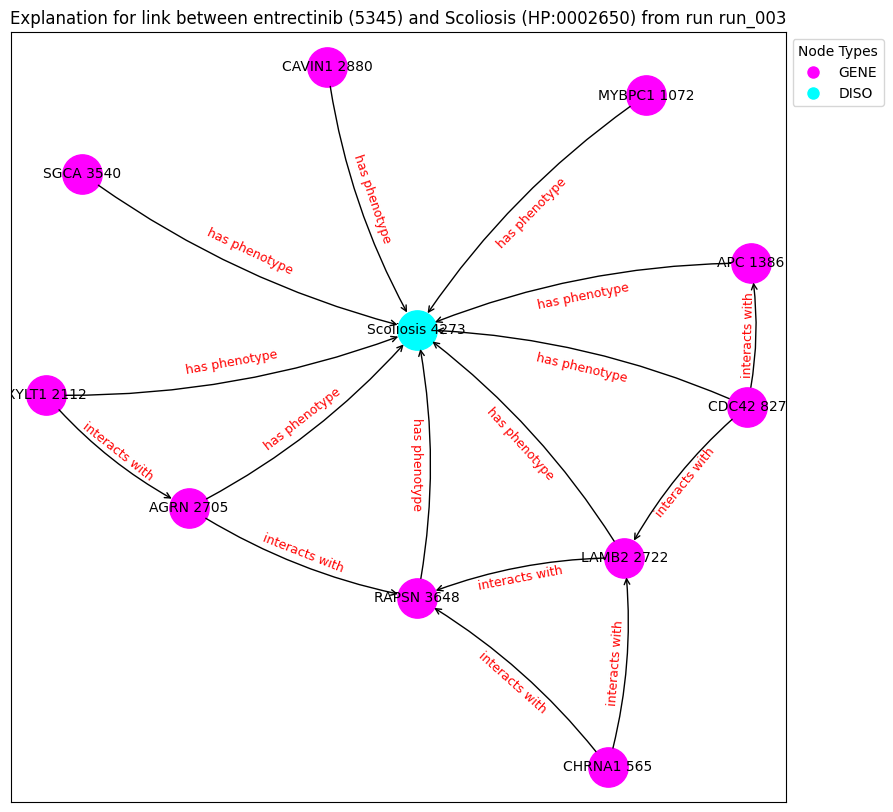 Explanation for link between entrectinib (5345) and Scoliosis (HP:0002650) from run run_003
Node Types
GENE
DISO
CAVIN1 2880
MYBPC1 1072
has phenotype
SGCA 3540
has phenotype
has phenotype
APC 1386
has phenotype
Scoliosis 4273
interacts with
has phenotype
has phenotype
XYLT1 2112
CDC42 827
has phenotype
has phenotype
interacts with
has phenotype
interacts with
AGRN 2705
interacts with
LAMB2 2722
interacts with
RAPSN 3648
interacts with
interacts with
CHRNA1 565